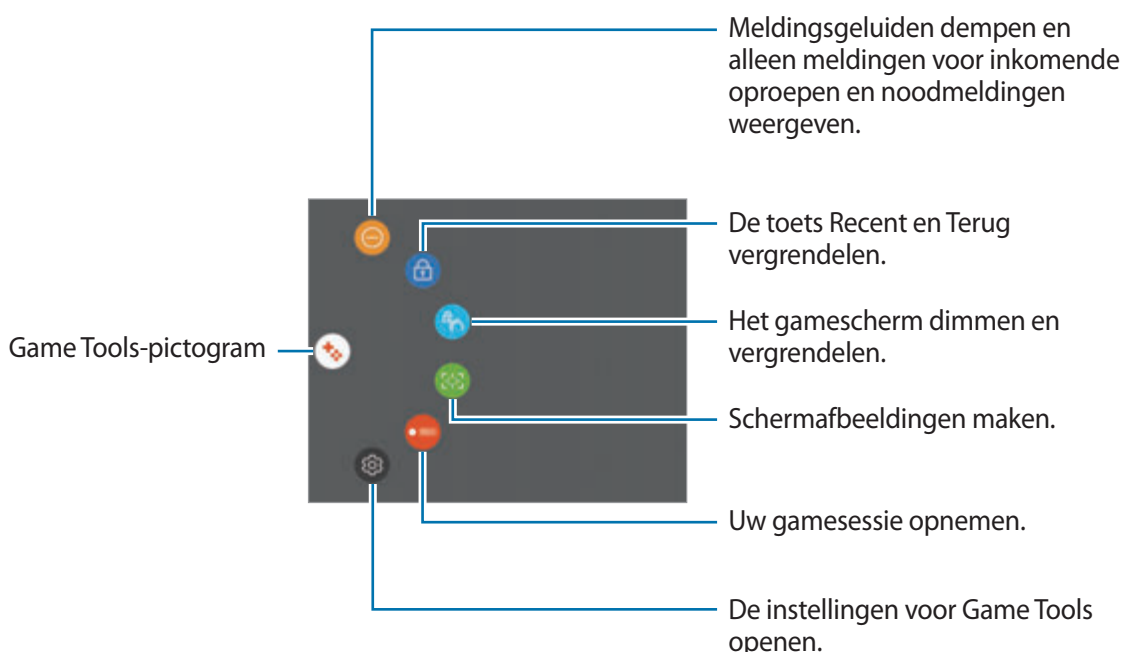 Meldingsgeluiden dempen en
alleen meldingen voor inkomende
oproepen en noodmeldingen
weergeven.
De toets Recent en Terug
vergrendelen.
Het gamescherm dimmen en
vergrendelen.
Game Tools-pictogram
Schermafbeeldingen maken.
Uw gamesessie opnemen.
De instellingen voor Game Tools
openen.